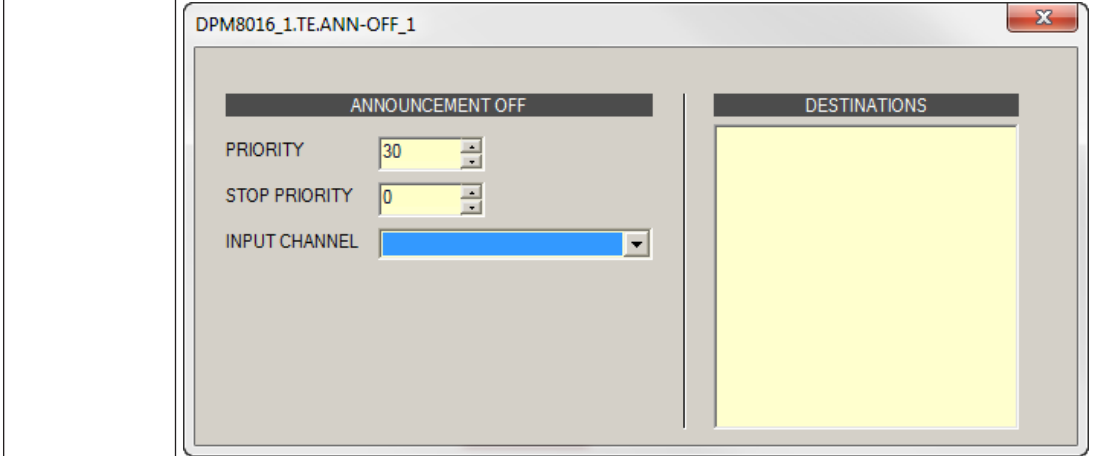 DPM8016_1.TE.ANN-OFF_1
ANNOUNCEMENT OFF
PRIORITY 30
STOP PRIORITY 0
INPUT CHANNEL
DESTINATIONS